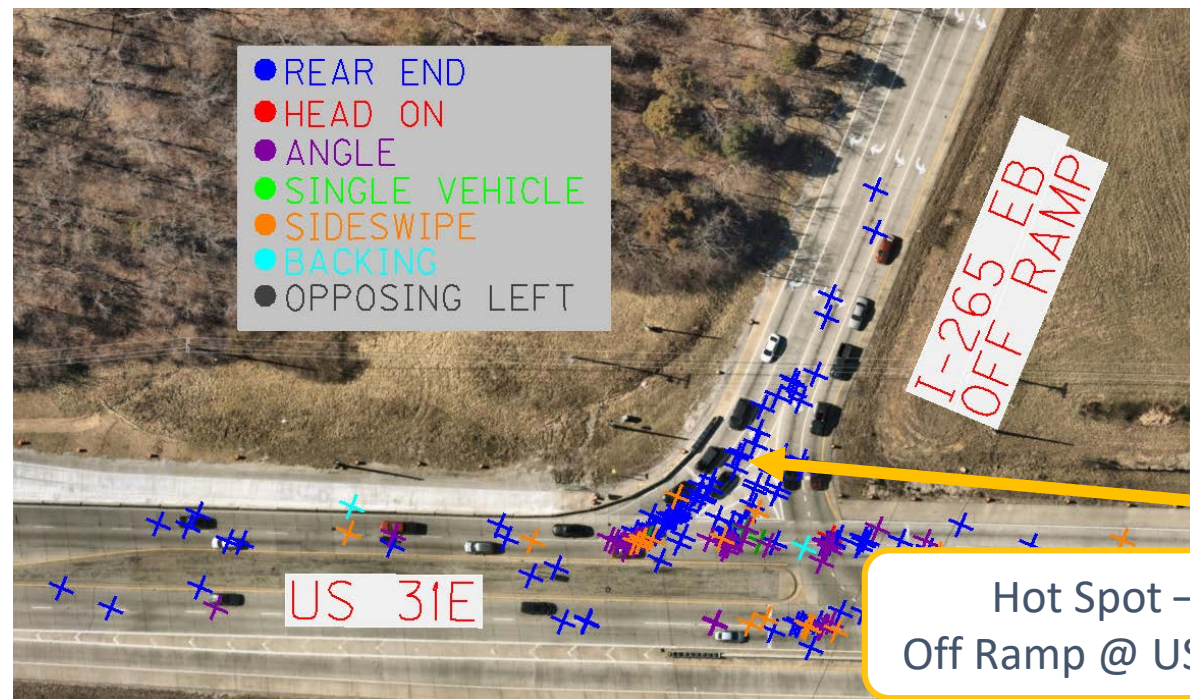 REAR END
HEAD ON
ANGLE
SINGLE VEHICLE
SIDESWIPE
BACKING
OPPOSING LEFT
I-265 EB
OFF RAMP
US 31E
Hot Spot –
Off Ramp @ US